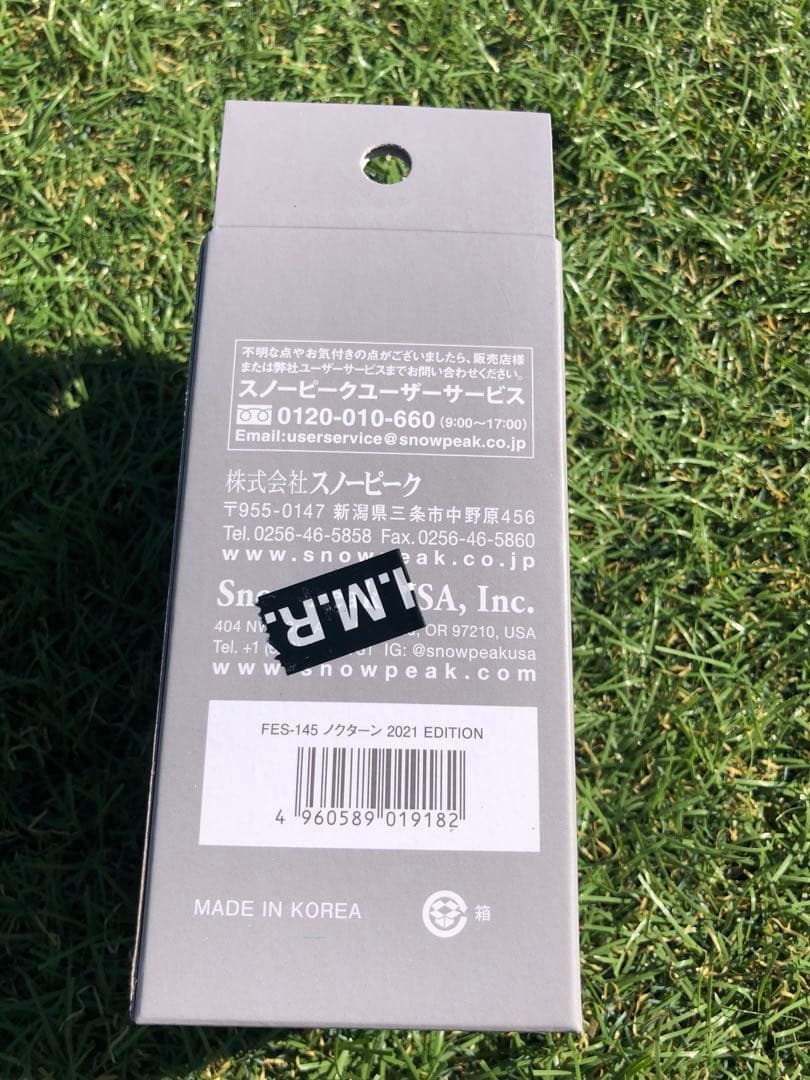 不明な点やお気付きの点がございましたら、販売店様
または弊社ユーザーサービスまでお問い合わせください。
スノーピークユーザーサービス
0120-010-660 (9:00〜17:00)
Email:userservice@snowpeak.co.jp
株式会社スノーピーク
〒955-0147 新潟県三条市中野原456
Tel. 0256-46-5858 Fax. 0256-46-5860
www.snowpeak.co.jp
.M.R.
USA, Inc.
404 OR 97210, USA
Tel. +1 IG: @snowpeakusa
www.snowpeak.com
FES-145 ノクターン 2021 EDITION
4 960589 019182
MADE IN KOREA
箱